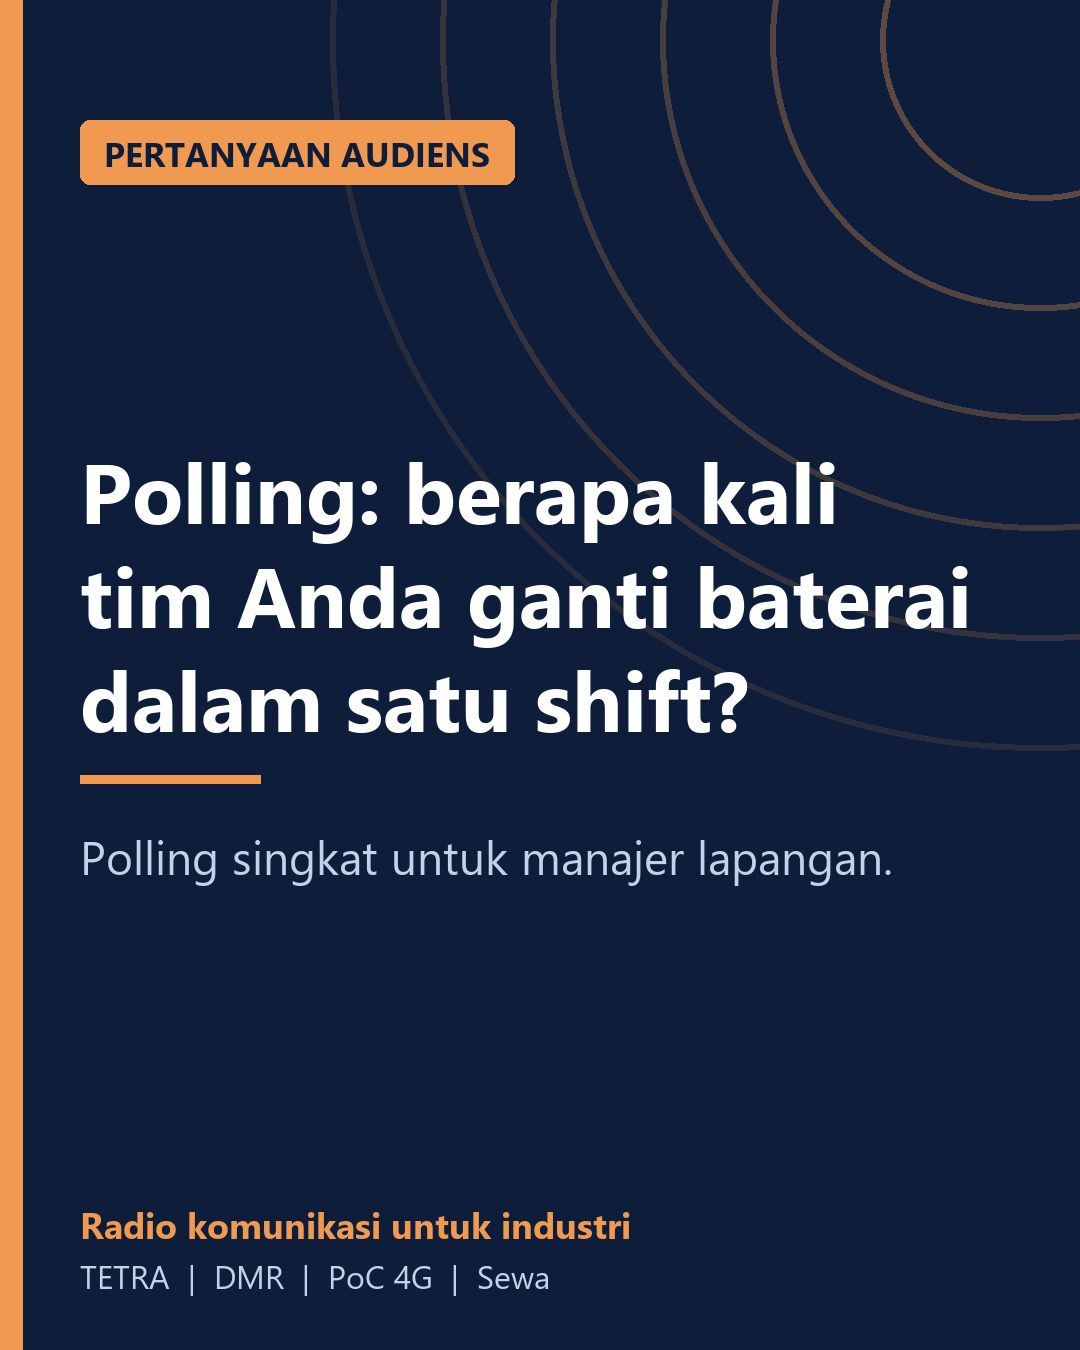 PERTANYAAN AUDIENS
Polling: berapa kali
tim Anda ganti baterai
dalam satu shift?
Polling singkat untuk manajer lapangan.
Radio komunikasi untuk industri
TETRA | DMR | PoC 4G | Sewa